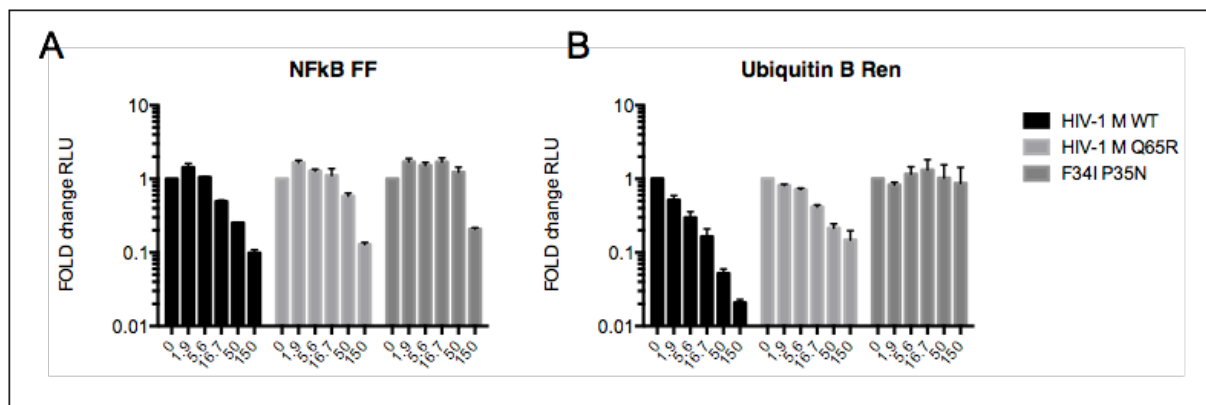 A
NFkB FF
FOLD change RLU
10
1
0.1
0.01
0 1.9 5.6 16.7 50 150 0 1.9 5.6 16.7 50 150 0 1.9 5.6 16.7 50 150
B
Ubiquitin B Ren
FOLD change RLU
10
1
0.1
0.01
0 1.9 5.6 16.7 50 150 0 1.9 5.6 16.7 50 150 0 1.9 5.6 16.7 50 150
HIV-1 M WT
HIV-1 M Q65R
F34I P35N